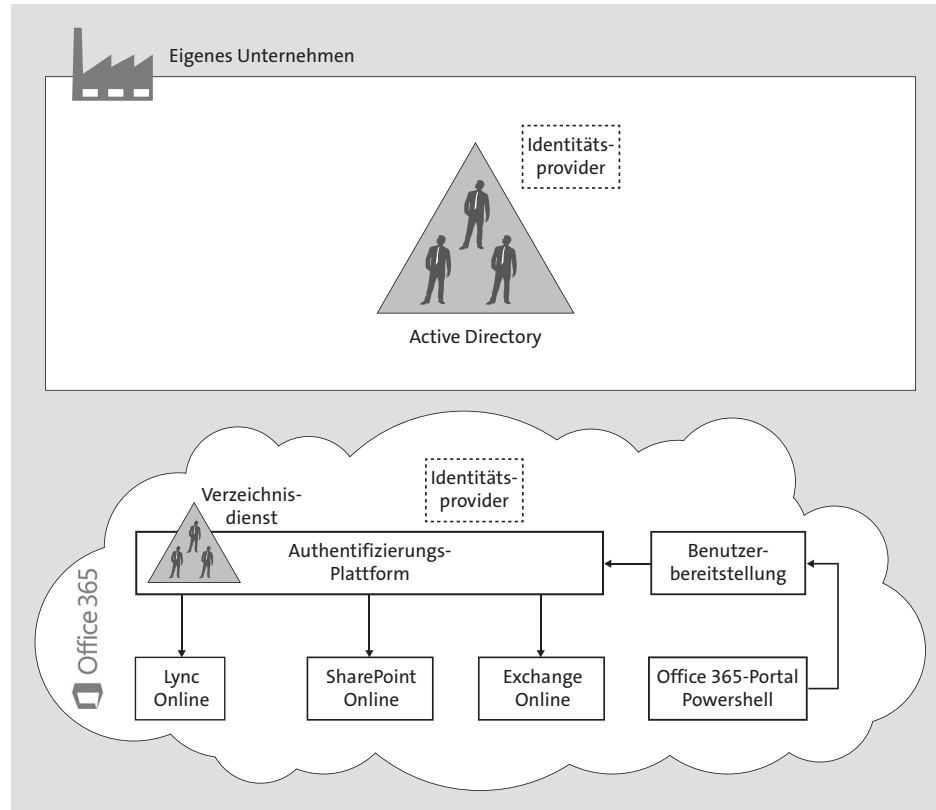 Eigenes Unternehmen
Identitäts-
provider
Active Directory
Identitäts-
provider
Verzeichnis-
dienst
Authentifizierungs-
Plattform
Benutzer-
bereitstellung
Office 365
Lync
Online
SharePoint
Online
Exchange
Online
Office 365-Portal
Powershell